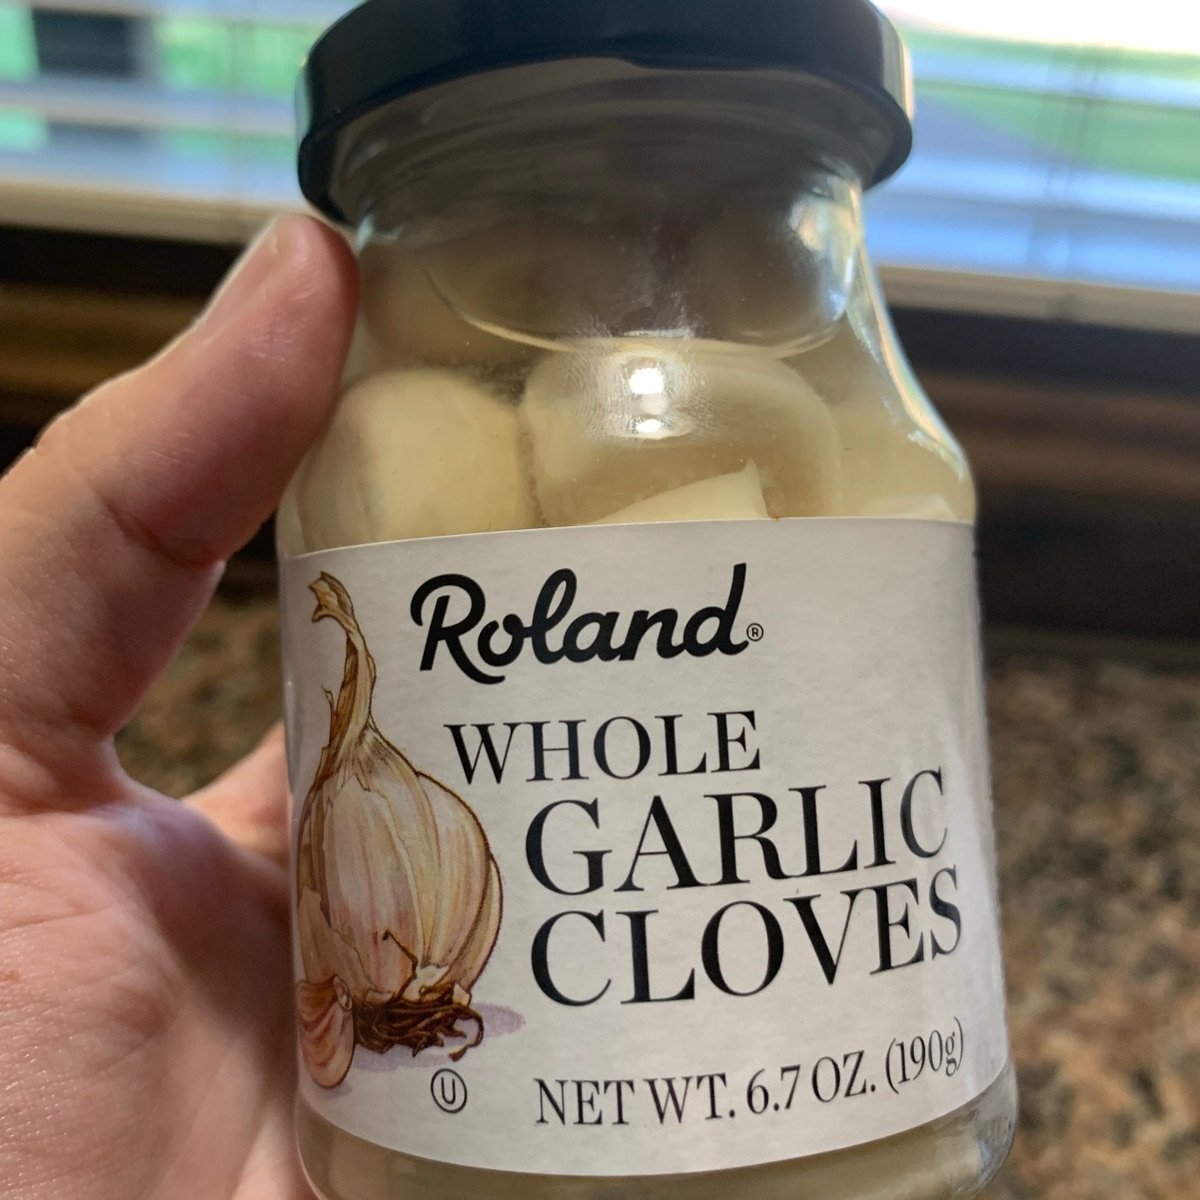 Roland®
WHOLE
GARLIC
CLOVES
U
NET WT. 6.7 OZ. (190g)